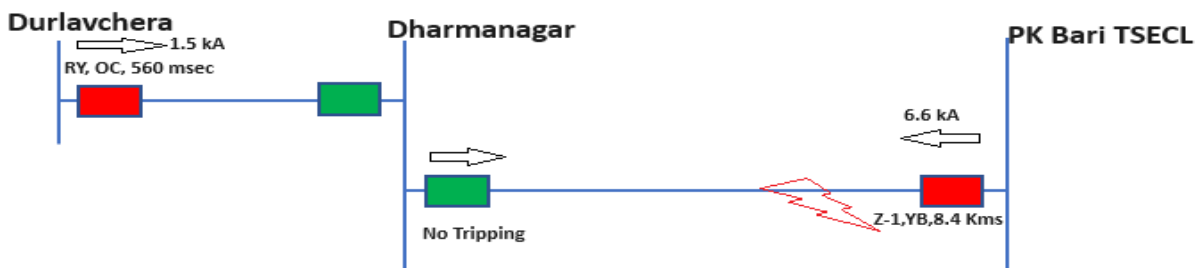 Durlavchera
Dharmanagar
PK Bari TSECL
1.5 kA
RY, OC, 560 msec
6.6 kA
Z-1,YB,8.4 Kms
No Tripping